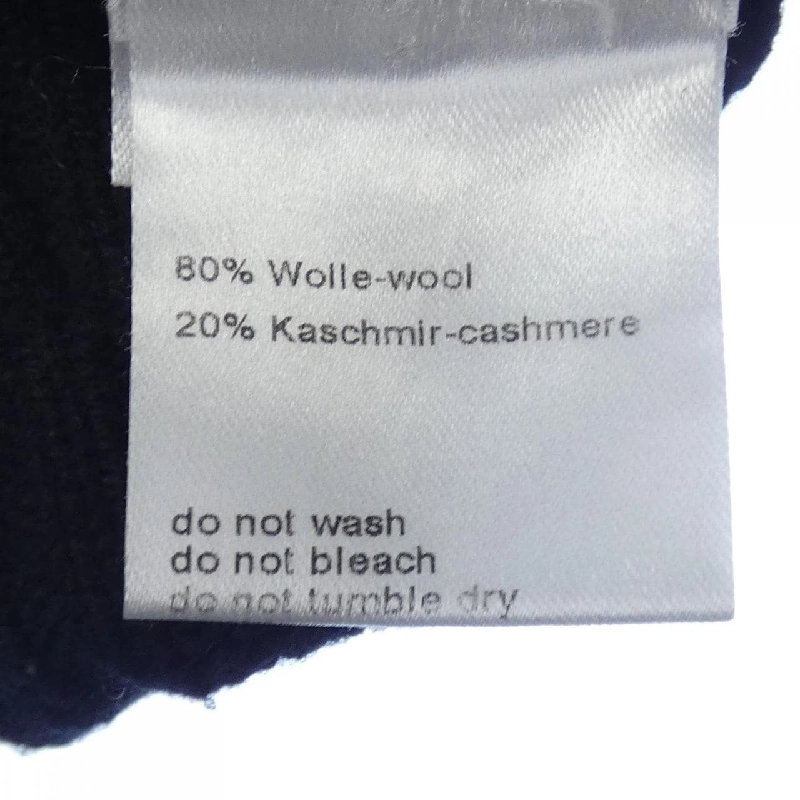 80% Wolle-wool
20% Kaschmir-cashmere
do not wash
do not bleach
do not tumble dry